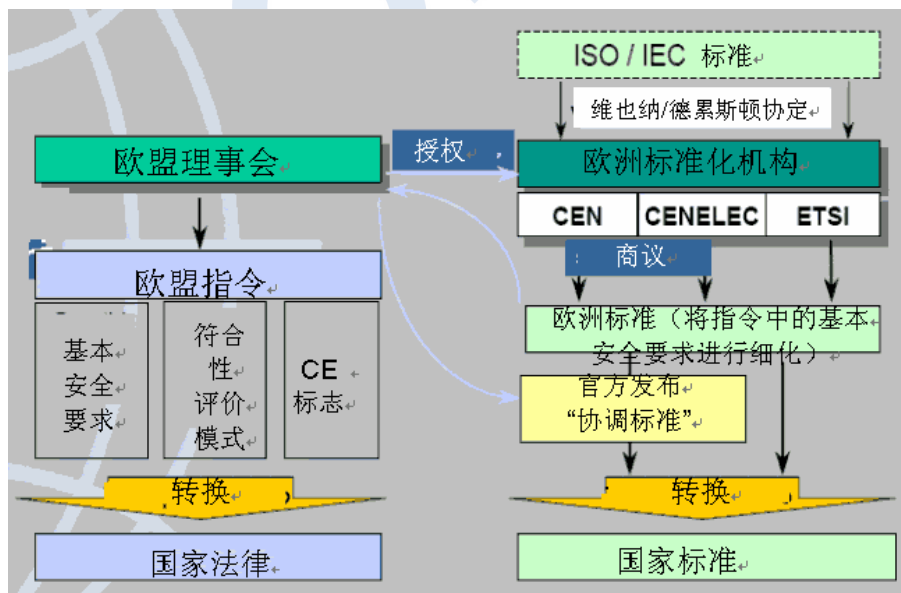 ISO / IEC 标准
维也纳/德累斯顿协定
欧盟理事会
授权
欧洲标准化机构
CEN
CENELEC
ETSI
商议
欧盟指令
基本
安全
要求
符合
性
评价
模式
CE
标志
欧洲标准（将指令中的基本
安全要求进行细化）
官方发布
“协调标准”
转换
转换
国家法律
国家标准